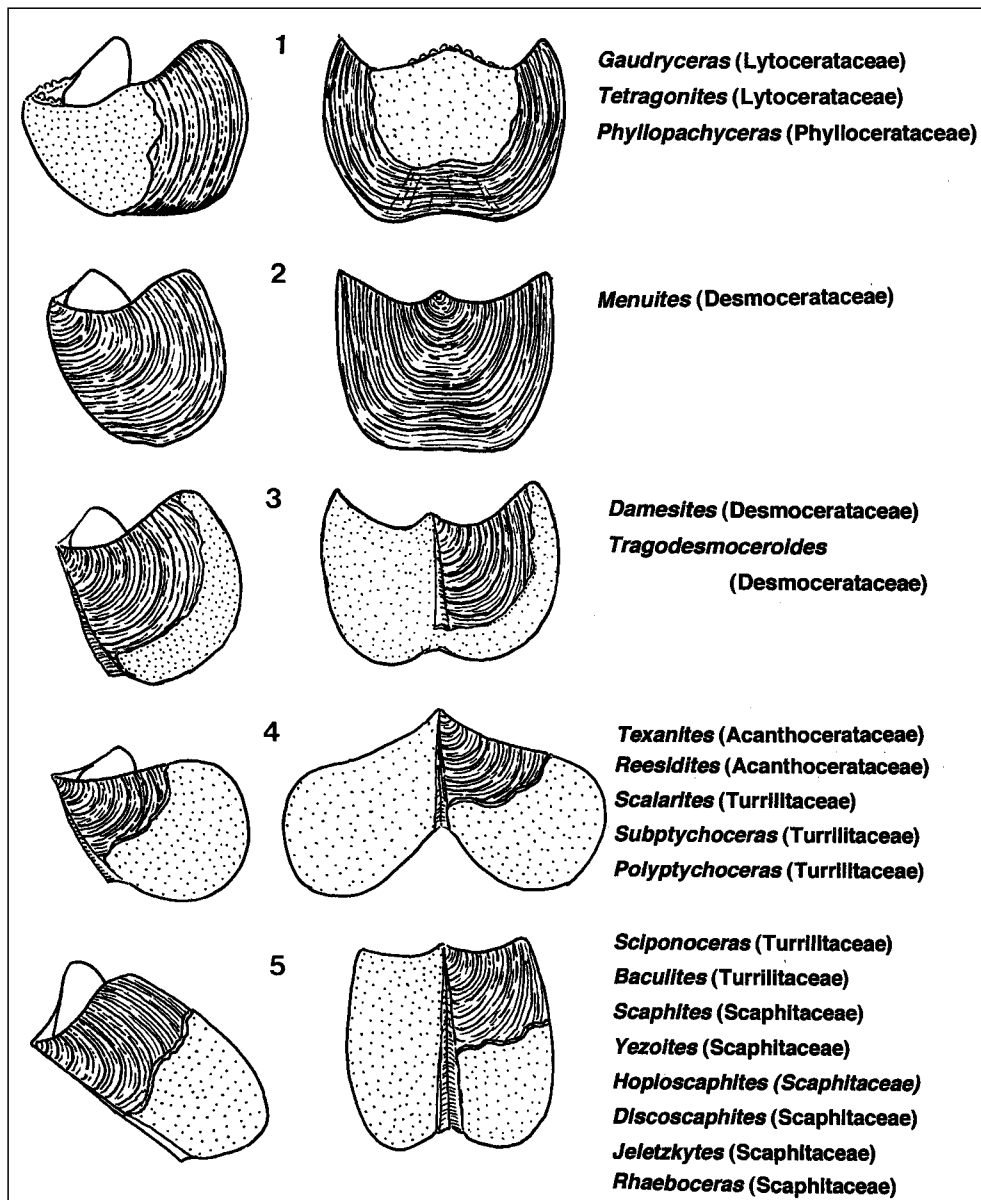 1
Gaudryceras (Lytocerataceae)
Tetragonites (Lytocerataceae)
Phyllopachyceras (Phyllocerataceae)
2
Menuites (Desmocerataceae)
3
Damesites (Desmocerataceae)
Tragodesmoceroides
(Desmocerataceae)
4
Texanites (Acanthocerataceae)
Reesidites (Acanthocerataceae)
Scalarites (Turrilitaceae)
Subptychoceras (Turrilitaceae)
Polyptychoceras (Turrilitaceae)
5
Sciponoceras (Turrilitaceae)
Baculites (Turrilitaceae)
Scaphites (Scaphitaceae)
Yezoites (Scaphitaceae)
Hoploscaphites (Scaphitaceae)
Discoscaphites (Scaphitaceae)
Jeletzkytes (Scaphitaceae)
Rhaeboceras (Scaphitaceae)